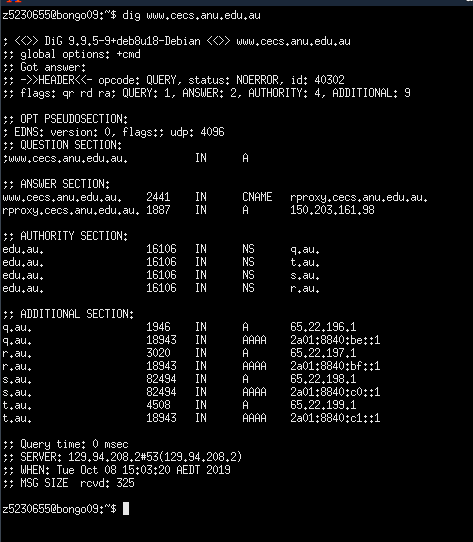 z5230655@bongo09:~$ dig www.cecs.anu.edu.au
; <<>> DiG 9.9.5-9+deb8u18-Debian <<>> www.cecs.anu.edu.au
;; global options: +cmd
;; Got answer:
;; ->>HEADER<<- opcode: QUERY, status: NOERROR, id: 40302
;; flags: qr rd ra; QUERY: 1, ANSWER: 2, AUTHORITY: 4, ADDITIONAL: 9
;; OPT PSEUDOSECTION:
; EDNS: version: 0, flags:; udp: 4096
;; QUESTION SECTION:
;www.cecs.anu.edu.au. IN A
;; ANSWER SECTION:
www.cecs.anu.edu.au. 2441 IN CNAME rproxy.cecs.anu.edu.au.
rproxy.cecs.anu.edu.au. 1887 IN A 150.203.161.98
;; AUTHORITY SECTION:
edu.au. 16106 IN NS q.au.
edu.au. 16106 IN NS t.au.
edu.au. 16106 IN NS s.au.
edu.au. 16106 IN NS r.au.
;; ADDITIONAL SECTION:
q.au. 1946 IN A 65.22.196.1
q.au. 18943 IN AAAA 2a01:8840:be::1
r.au. 3020 IN A 65.22.197.1
r.au. 18943 IN AAAA 2a01:8840:bf::1
s.au. 82494 IN A 65.22.198.1
s.au. 82494 IN AAAA 2a01:8840:c0::1
t.au. 4508 IN A 65.22.199.1
t.au. 18943 IN AAAA 2a01:8840:c1::1
;; Query time: 0 msec
;; SERVER: 129.94.208.2#53(129.94.208.2)
;; WHEN: Tue Oct 08 15:03:20 AEDT 2019
;; MSG SIZE rcvd: 325
z5230655@bongo09:~$